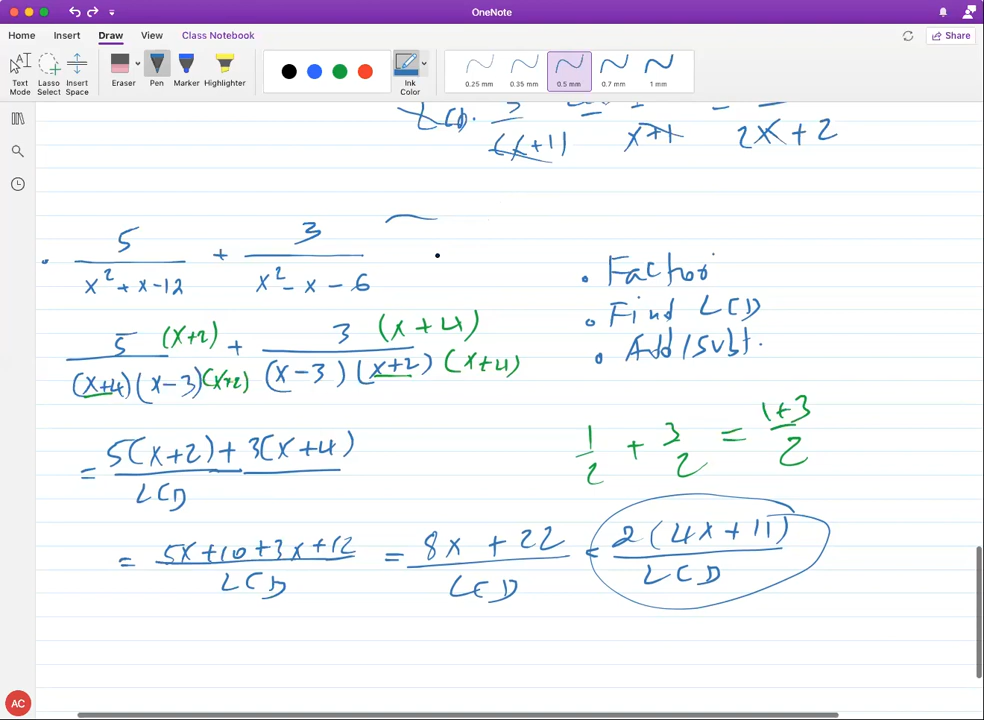 OneNote
Home Insert Draw View Class Notebook
Share
Text Mode
Lasso Select
Insert Space
Eraser
Pen
Marker
Highlighter
Ink Color
0.25 mm
0.35 mm
0.5 mm
0.7 mm
1 mm
LCD.
(x+1) x+1 2x+2
5/(x²+x-12) + 3/(x²-x-6)
• Factor
• Find LCD
• Add/Subt.
5 (x+2)/((x+4)(x-3)(x+2)) + 3 (x+4)/((x-3)(x+2)(x+4))
= (5(x+2)+3(x+4))/LCD
1/2 + 3/2 = (1+3)/2
= (5x+10+3x+12)/LCD = (8x+22)/LCD = (2(4x+11))/LCD
AC